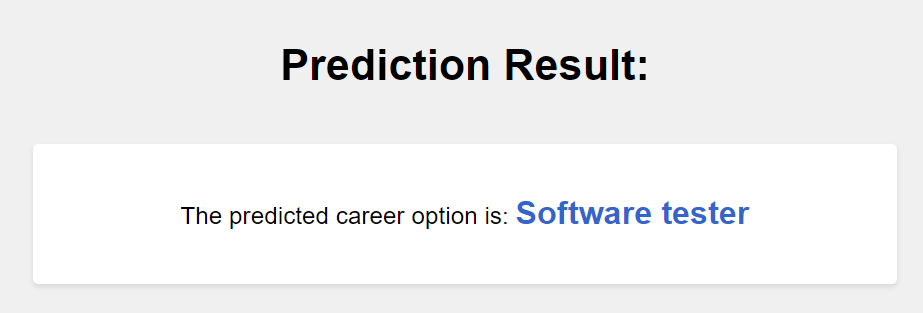 Prediction Result:
The predicted career option is: Software tester